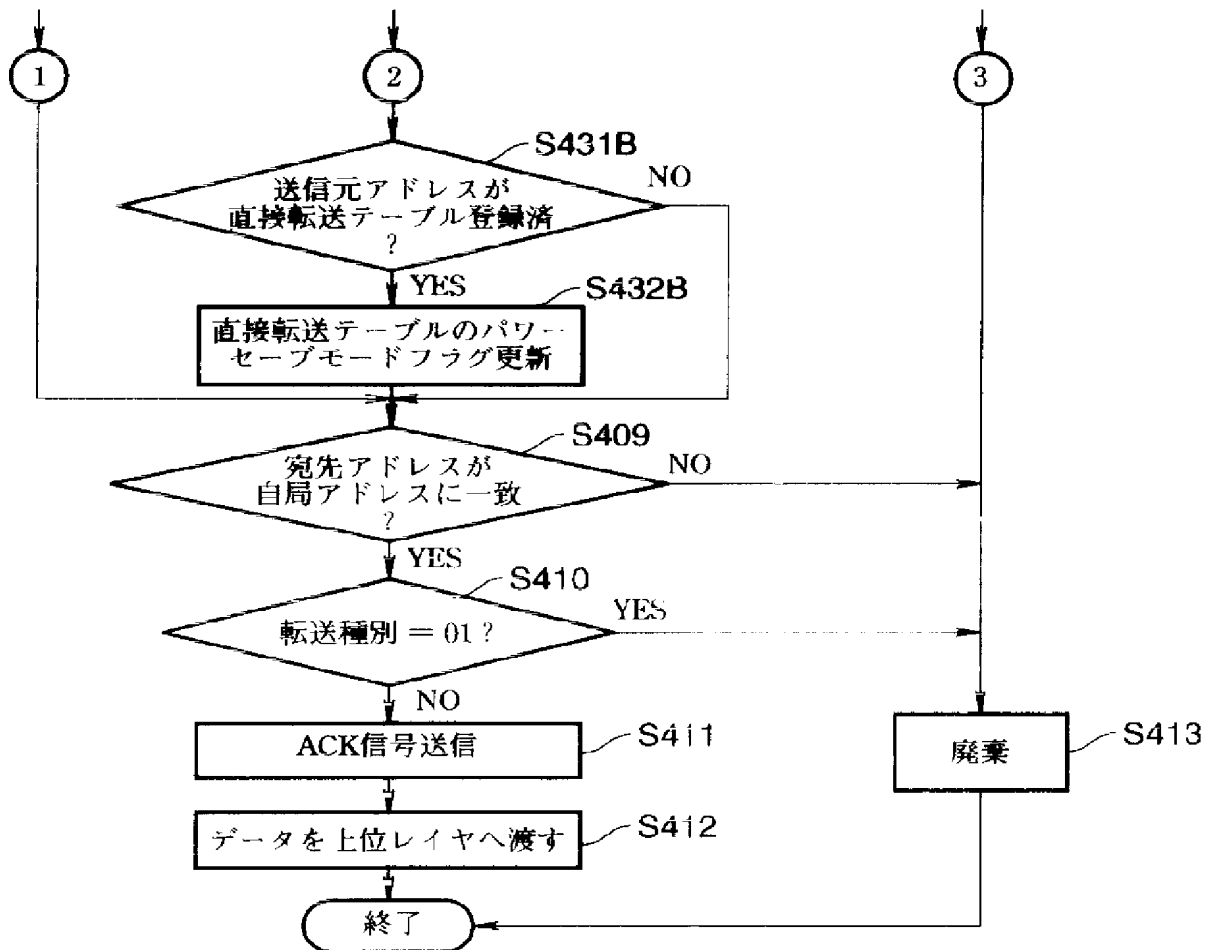 1
2
3
S431B
送信元アドレスが
直接転送テーブル登録済
?
NO
YES
S432B
直接転送テーブルのパワー
セーブモードフラグ更新
S409
宛先アドレスが
自局アドレスに一致
?
NO
YES
S410
転送種別 = 01 ?
YES
NO
ACK信号送信
S411
廃棄
S413
データを上位レイヤへ渡す
S412
終了